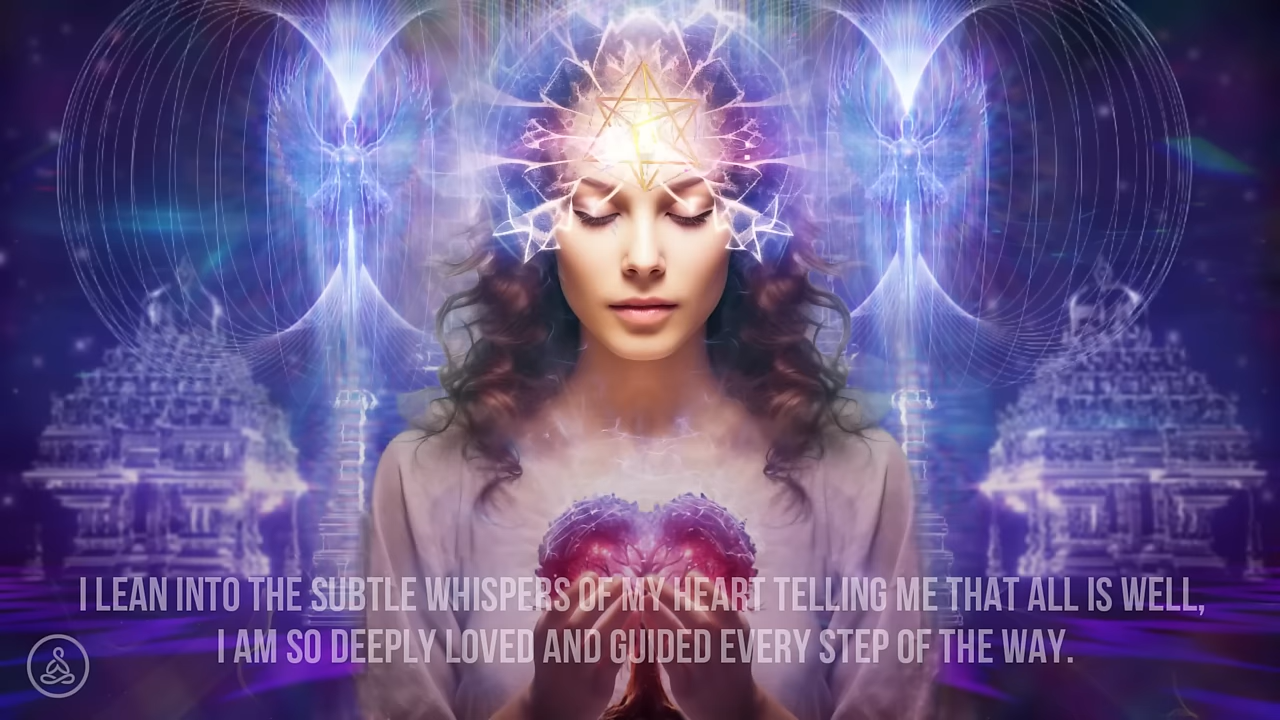 I LEAN INTO THE SUBTLE WHISPERS OF MY HEART TELLING ME THAT ALL IS WELL,
I AM SO DEEPLY LOVED AND GUIDED EVERY STEP OF THE WAY.